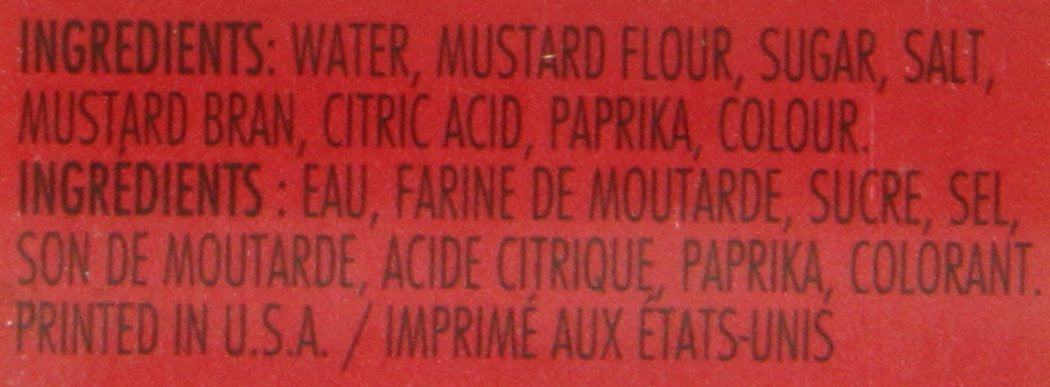 INGREDIENTS: WATER, MUSTARD FLOUR, SUGAR, SALT,
MUSTARD BRAN, CITRIC ACID, PAPRIKA, COLOUR.
INGRÉDIENTS : EAU, FARINE DE MOUTARDE, SUCRE, SEL,
SON DE MOUTARDE, ACIDE CITRIQUE, PAPRIKA, COLORANT.
PRINTED IN U.S.A. / IMPRIMÉ AUX ÉTATS-UNIS